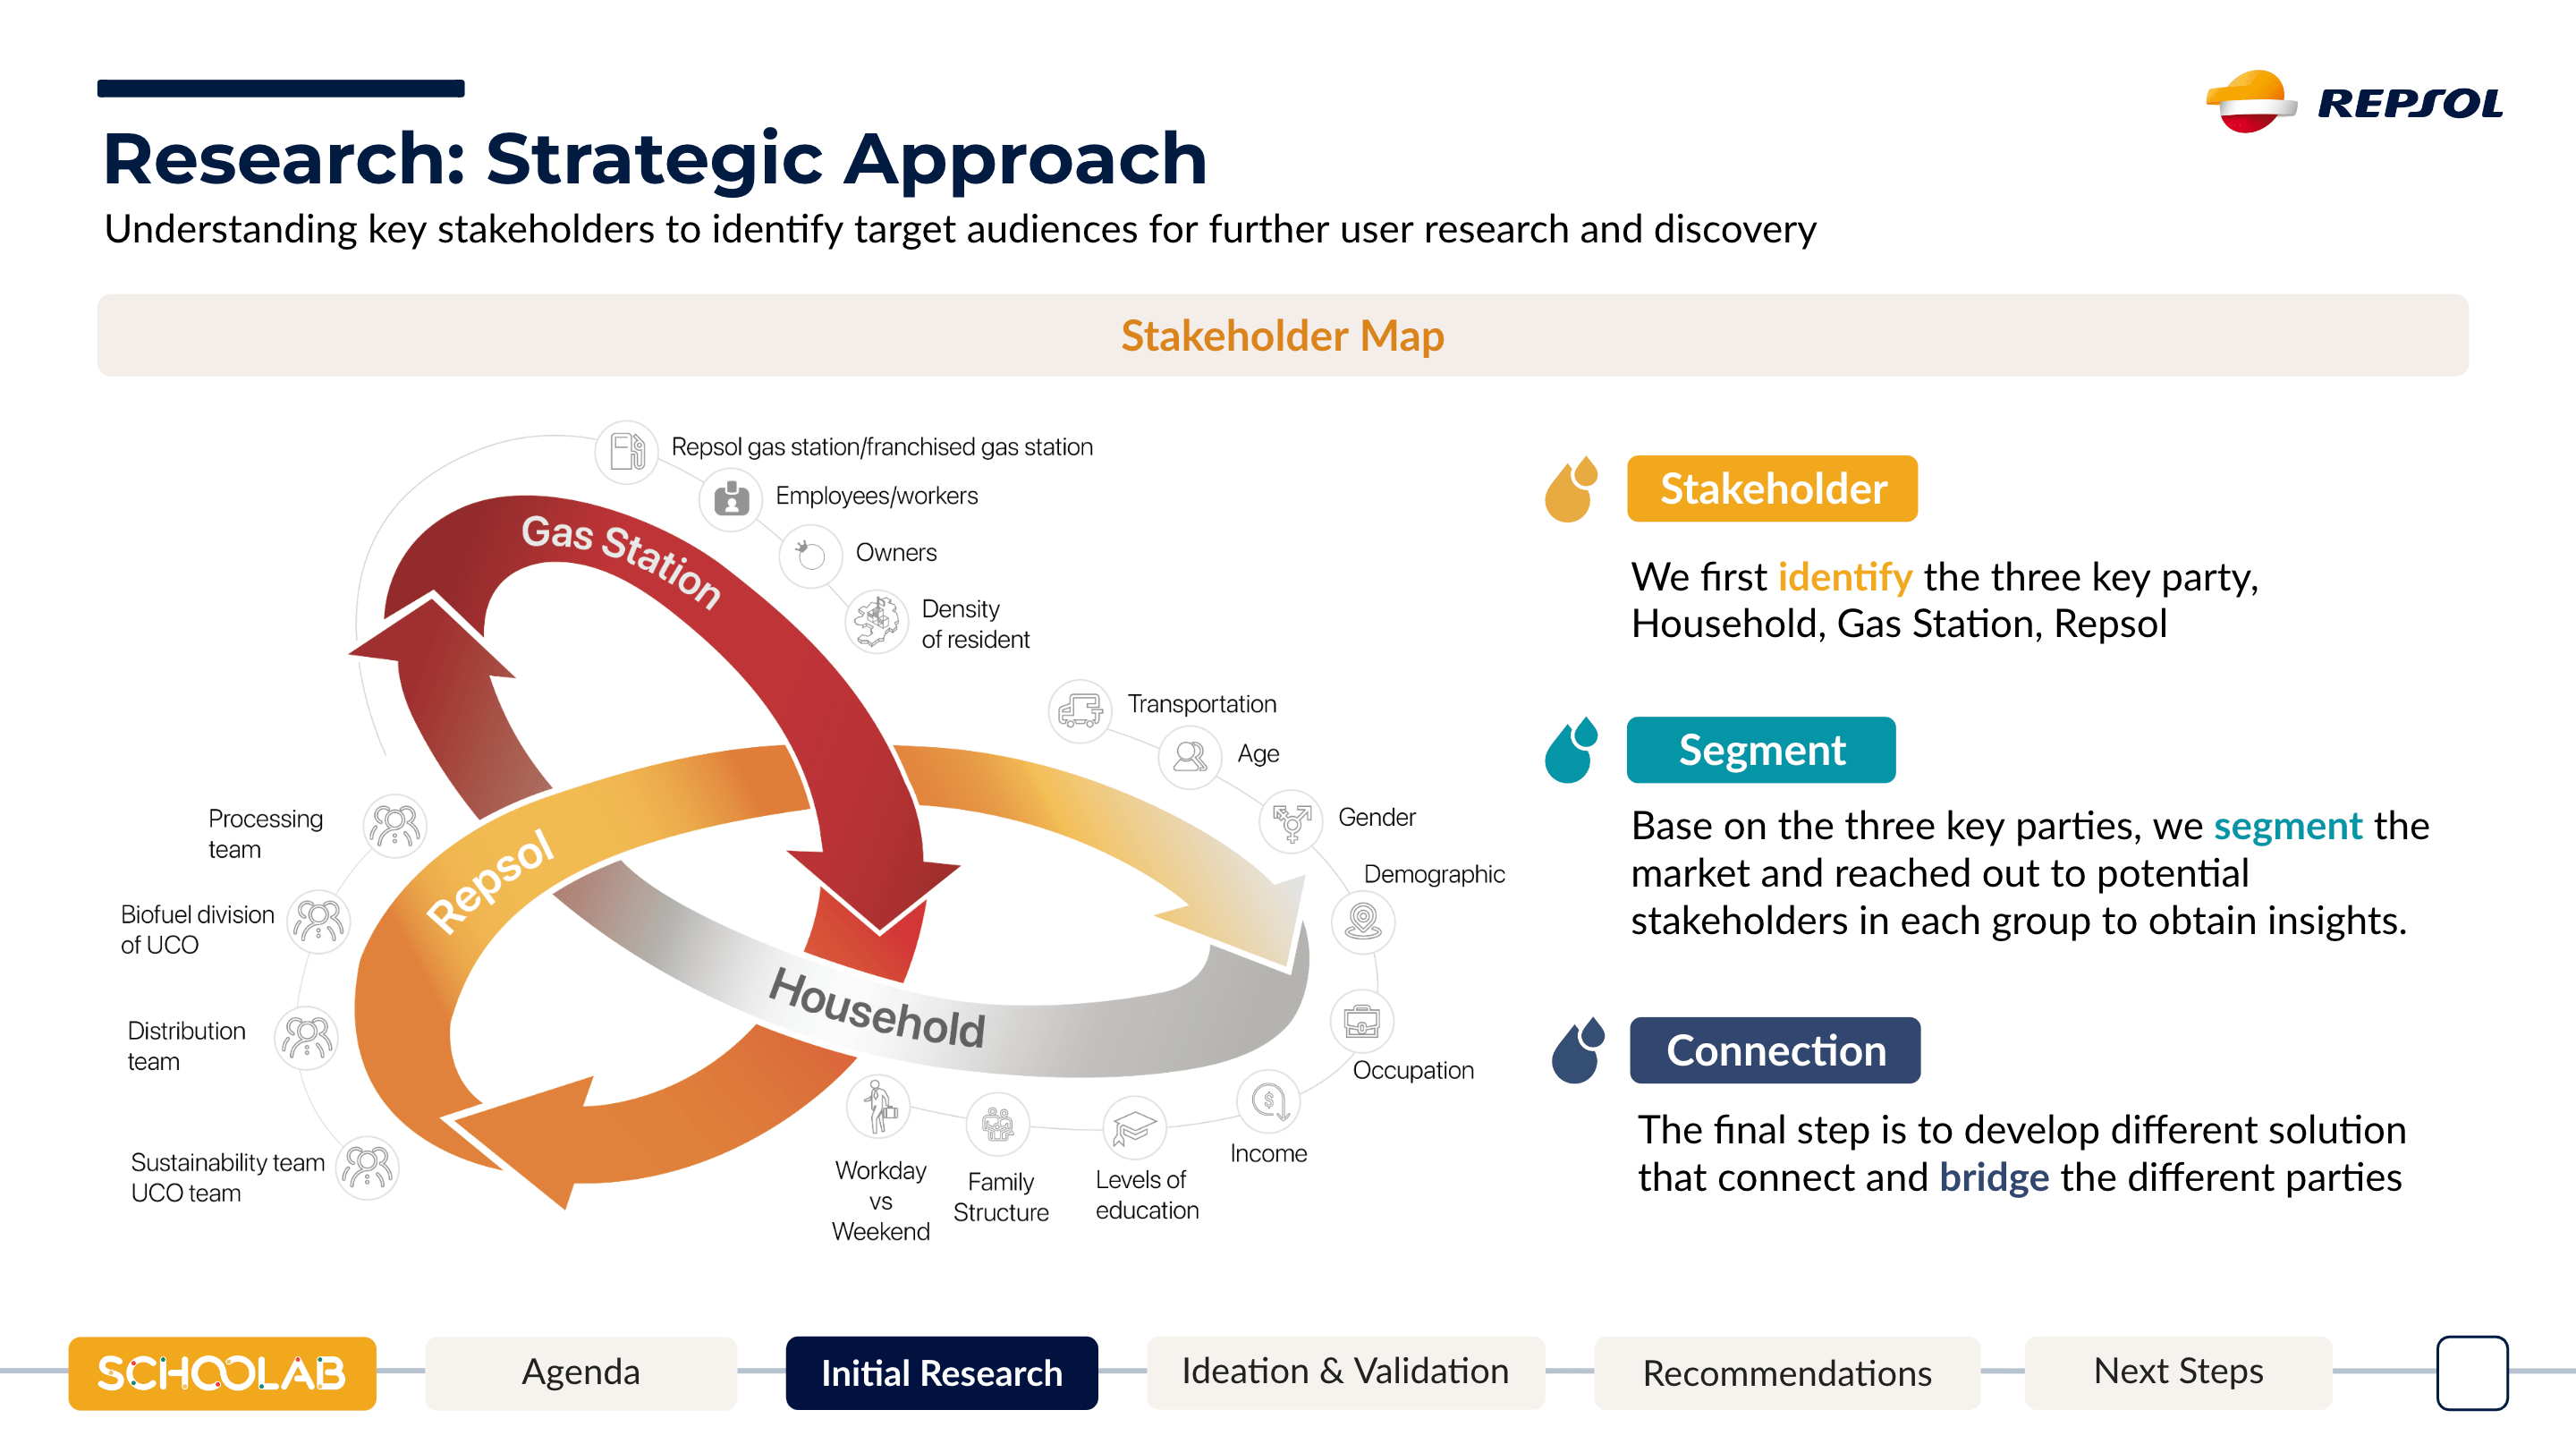 REPSOL
Research: Strategic Approach
Understanding key stakeholders to identify target audiences for further user research and discovery
Stakeholder Map
Repsol gas station/franchised gas station
Employees/workers
Owners
Density
of resident
Gas Station
Transportation
Age
Gender
Demographic
Occupation
Income
Levels of
education
Family
Structure
Workday
vs
Weekend
Household
Repsol
Processing
team
Biofuel division
of UCO
Distribution
team
Sustainability team
UCO team
Stakeholder
We first identify the three key party,
Household, Gas Station, Repsol
Segment
Base on the three key parties, we segment the
market and reached out to potential
stakeholders in each group to obtain insights.
Connection
The final step is to develop different solution
that connect and bridge the different parties
SCHOOLAB
Agenda
Initial Research
Ideation & Validation
Recommendations
Next Steps